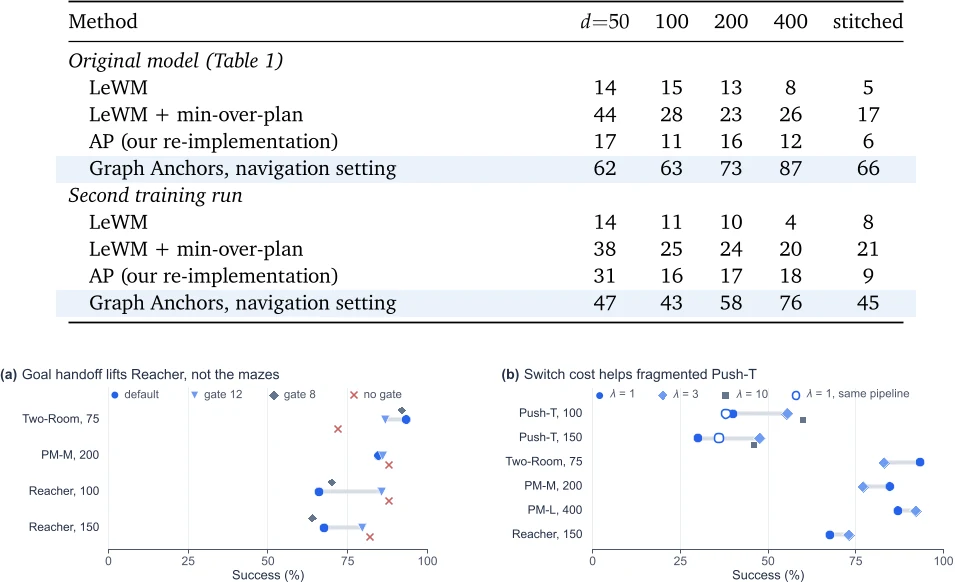 Method d=50 100 200 400 stitched
Original model (Table 1)
LeWM 14 15 13 8 5
LeWM + min-over-plan 44 28 23 26 17
AP (our re-implementation) 17 11 16 12 6
Graph Anchors, navigation setting 62 63 73 87 66
Second training run
LeWM 14 11 10 4 8
LeWM + min-over-plan 38 25 24 20 21
AP (our re-implementation) 31 16 17 18 9
Graph Anchors, navigation setting 47 43 58 76 45
(a) Goal handoff lifts Reacher, not the mazes
default gate 12 gate 8 no gate
Two-Room, 75
PM-M, 200
Reacher, 100
Reacher, 150
0 25 50 75 100
Success (%)
(b) Switch cost helps fragmented Push-T
λ = 1 λ = 3 λ = 10 λ = 1, same pipeline
Push-T, 100
Push-T, 150
Two-Room, 75
PM-M, 200
PM-L, 400
Reacher, 150
0 25 50 75 100
Success (%)